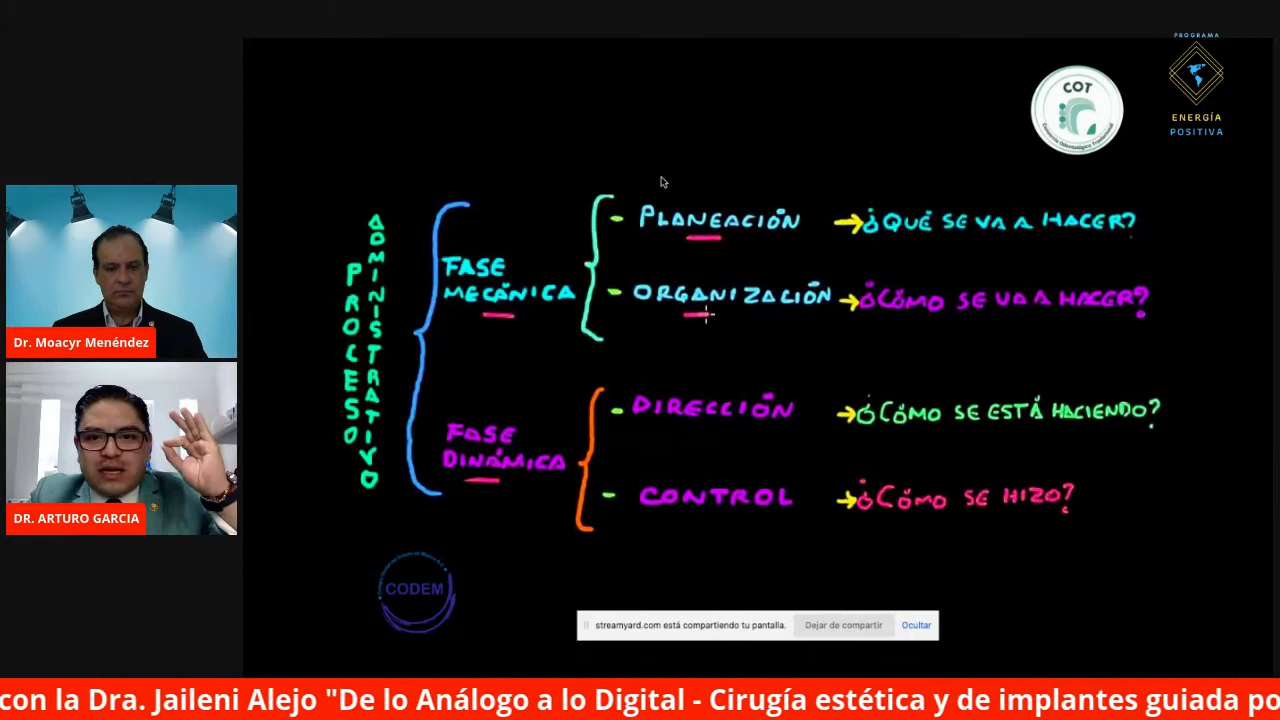 PROGRAMA
ENERGÍA
POSITIVA
COT
PROCESO
ADMINISTRATIVO
FASE
MECÁNICA
- PLANEACIÓN → ¿QUÉ SE VA A HACER?
- ORGANIZACIÓN → ¿CÓMO SE VA A HACER?
FASE
DINÁMICA
- DIRECCIÓN → ¿CÓMO SE ESTÁ HACIENDO?
- CONTROL → ¿CÓMO SE HIZO?
Dr. Moacyr Menéndez
DR. ARTURO GARCIA
CODEM
streamyard.com está compartiendo tu pantalla. Dejar de compartir Ocultar
con la Dra. Jaileni Alejo "De lo Análogo a lo Digital - Cirugía estética y de implantes guiada po